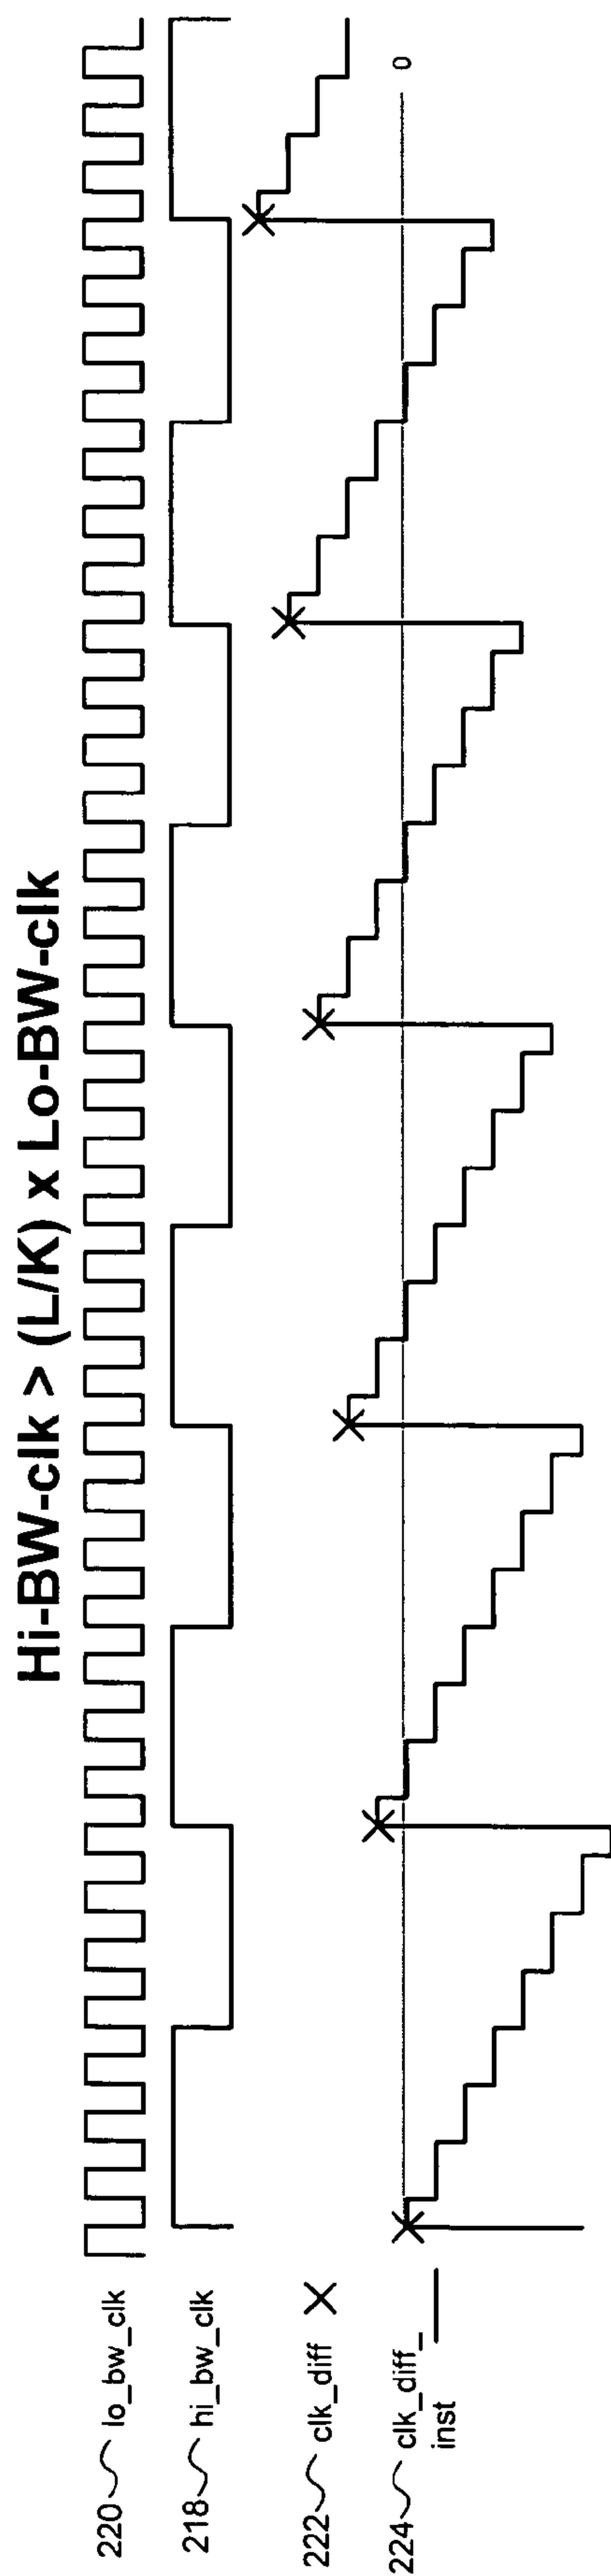 Hi-BW-clk > (L/K) x Lo-BW-clk
220 lo_bw_clk
218 hi_bw_clk
222 clk_diff X
224 clk_diff_
inst
0